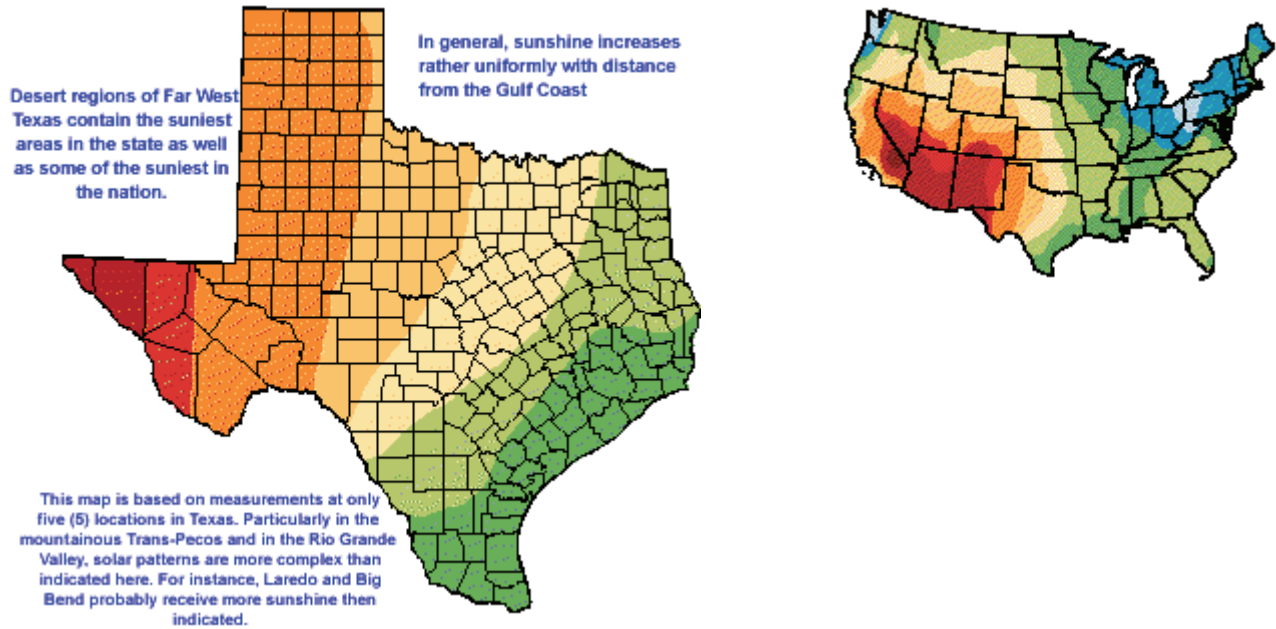 In general, sunshine increases
rather uniformly with distance
from the Gulf Coast
Desert regions of Far West
Texas contain the suniest
areas in the state as well
as some of the suniest in
the nation.
This map is based on measurements at only
five (5) locations in Texas. Particularly in the
mountainous Trans-Pecos and in the Rio Grande
Valley, solar patterns are more complex than
indicated here. For instance, Laredo and Big
Bend probably receive more sunshine then
indicated.